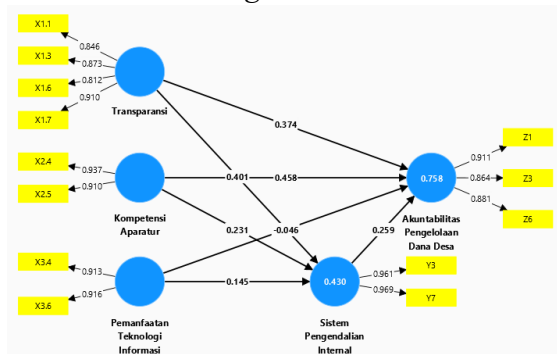 X1.1
0.846
X1.3
0.873
X1.6
0.812
X1.7
0.910
Transparansi
0.374
Z1
0.911
X2.4
0.937
0.401
0.458
0.758
0.864
Z3
X2.5
0.910
0.881
Z6
Kompetensi
Aparatur
0.231
-0.046
0.259
Akuntabilitas
Pengelolaan
Dana Desa
X3.4
0.913
X3.6
0.916
0.145
0.430
0.961
Y3
0.969
Y7
Pemanfaatan
Teknologi
Informasi
Sistem
Pengendalian
Internal